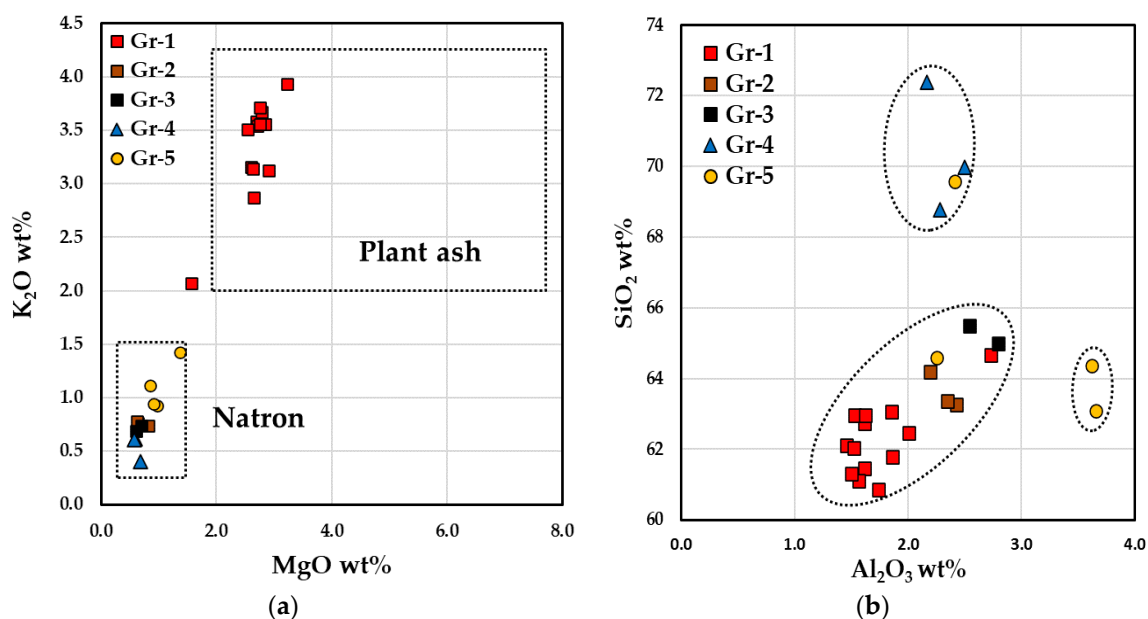 4.5
4.0
3.5
3.0
2.5
2.0
1.5
1.0
0.5
0.0
K₂O wt%
Gr-1
Gr-2
Gr-3
Gr-4
Gr-5
Plant ash
Natron
0.0 2.0 4.0 6.0 8.0
MgO wt%
(a)
74
72
70
68
66
64
62
60
SiO₂ wt%
Gr-1
Gr-2
Gr-3
Gr-4
Gr-5
0.0 1.0 2.0 3.0 4.0
Al₂O₃ wt%
(b)